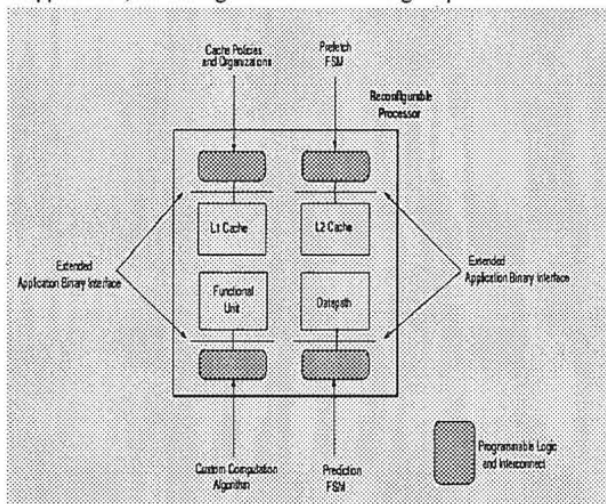 Cache Policies
and Organizations
Prefetch
FSM
Reconfigurable
Processor
L1 Cache
L2 Cache
Extended
Application Binary Interface
Extended
Application Binary Interface
Functional
Unit
Datapath
Custom Computation
Algorithm
Prediction
FSM
Programmable Logic
and Interconnect